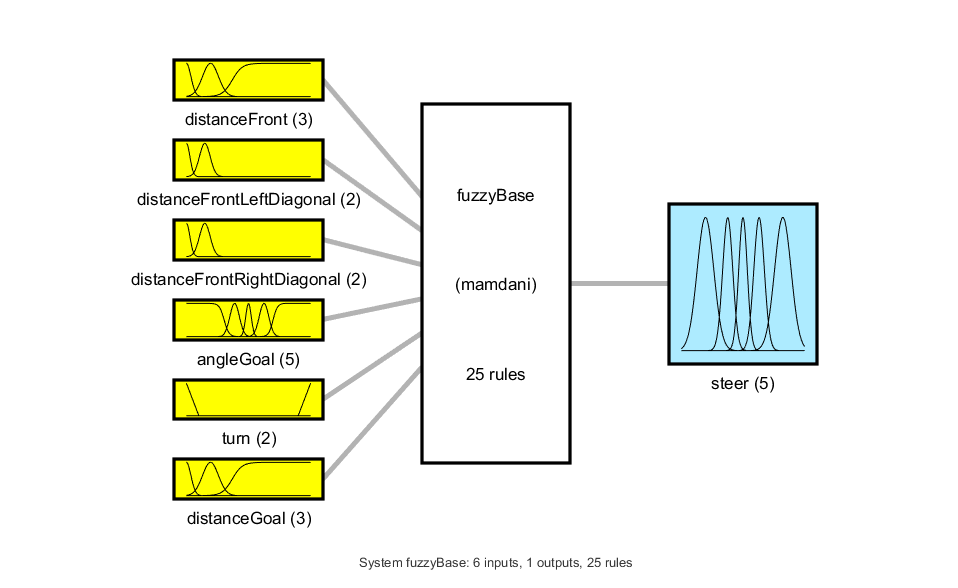 distanceFront (3)
distanceFrontLeftDiagonal (2)
distanceFrontRightDiagonal (2)
angleGoal (5)
turn (2)
distanceGoal (3)
fuzzyBase
(mamdani)
25 rules
steer (5)
System fuzzyBase: 6 inputs, 1 outputs, 25 rules